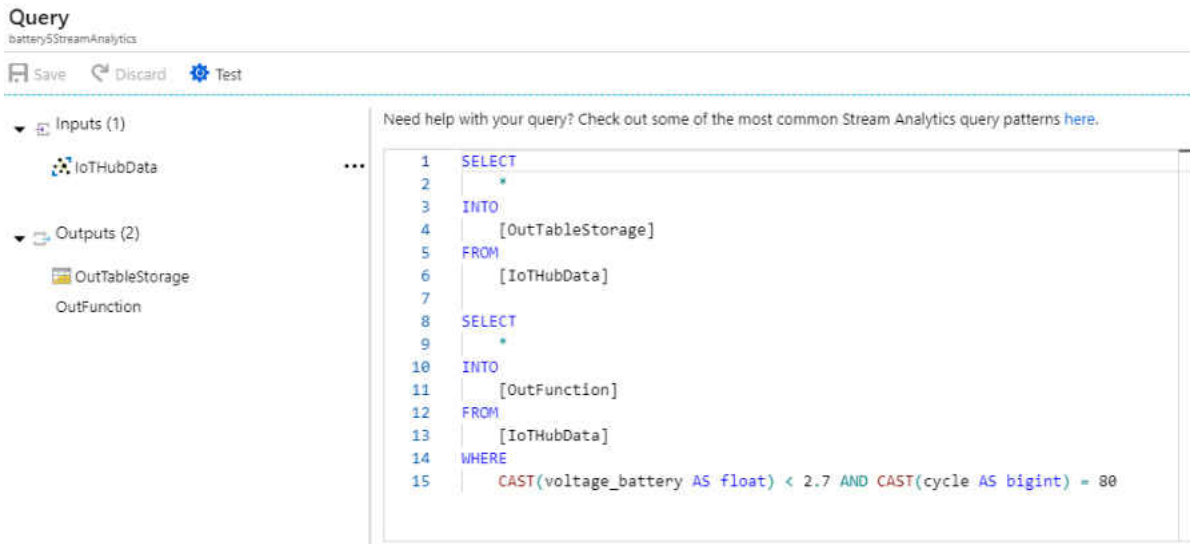 Query
battery5StreamAnalytics
Save Discard Test
Inputs (1)
IoTHubData
...
Outputs (2)
OutTableStorage
OutFunction
Need help with your query? Check out some of the most common Stream Analytics query patterns here.
1 SELECT
2 *
3 INTO
4 [OutTableStorage]
5 FROM
6 [IoTHubData]
7
8 SELECT
9 *
10 INTO
11 [OutFunction]
12 FROM
13 [IoTHubData]
14 WHERE
15 CAST(voltage_battery AS float) < 2.7 AND CAST(cycle AS bigint) = 80